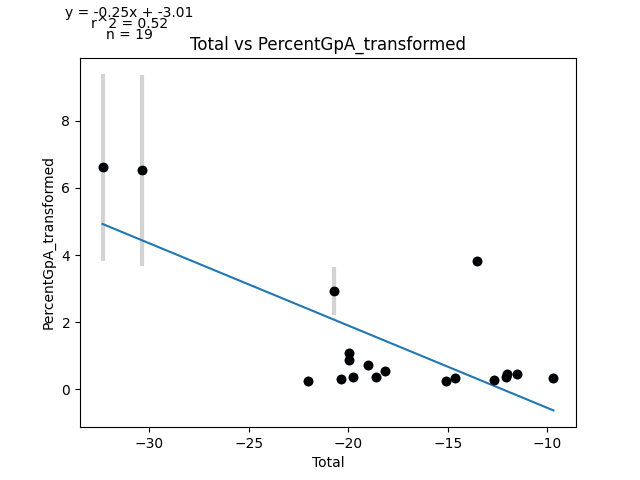 y = -0.25x + -3.01
r^2 = 0.52
n = 19
Total vs PercentGpA_transformed
PercentGpA_transformed
8
6
4
2
0
−30
−25
−20
−15
−10
Total